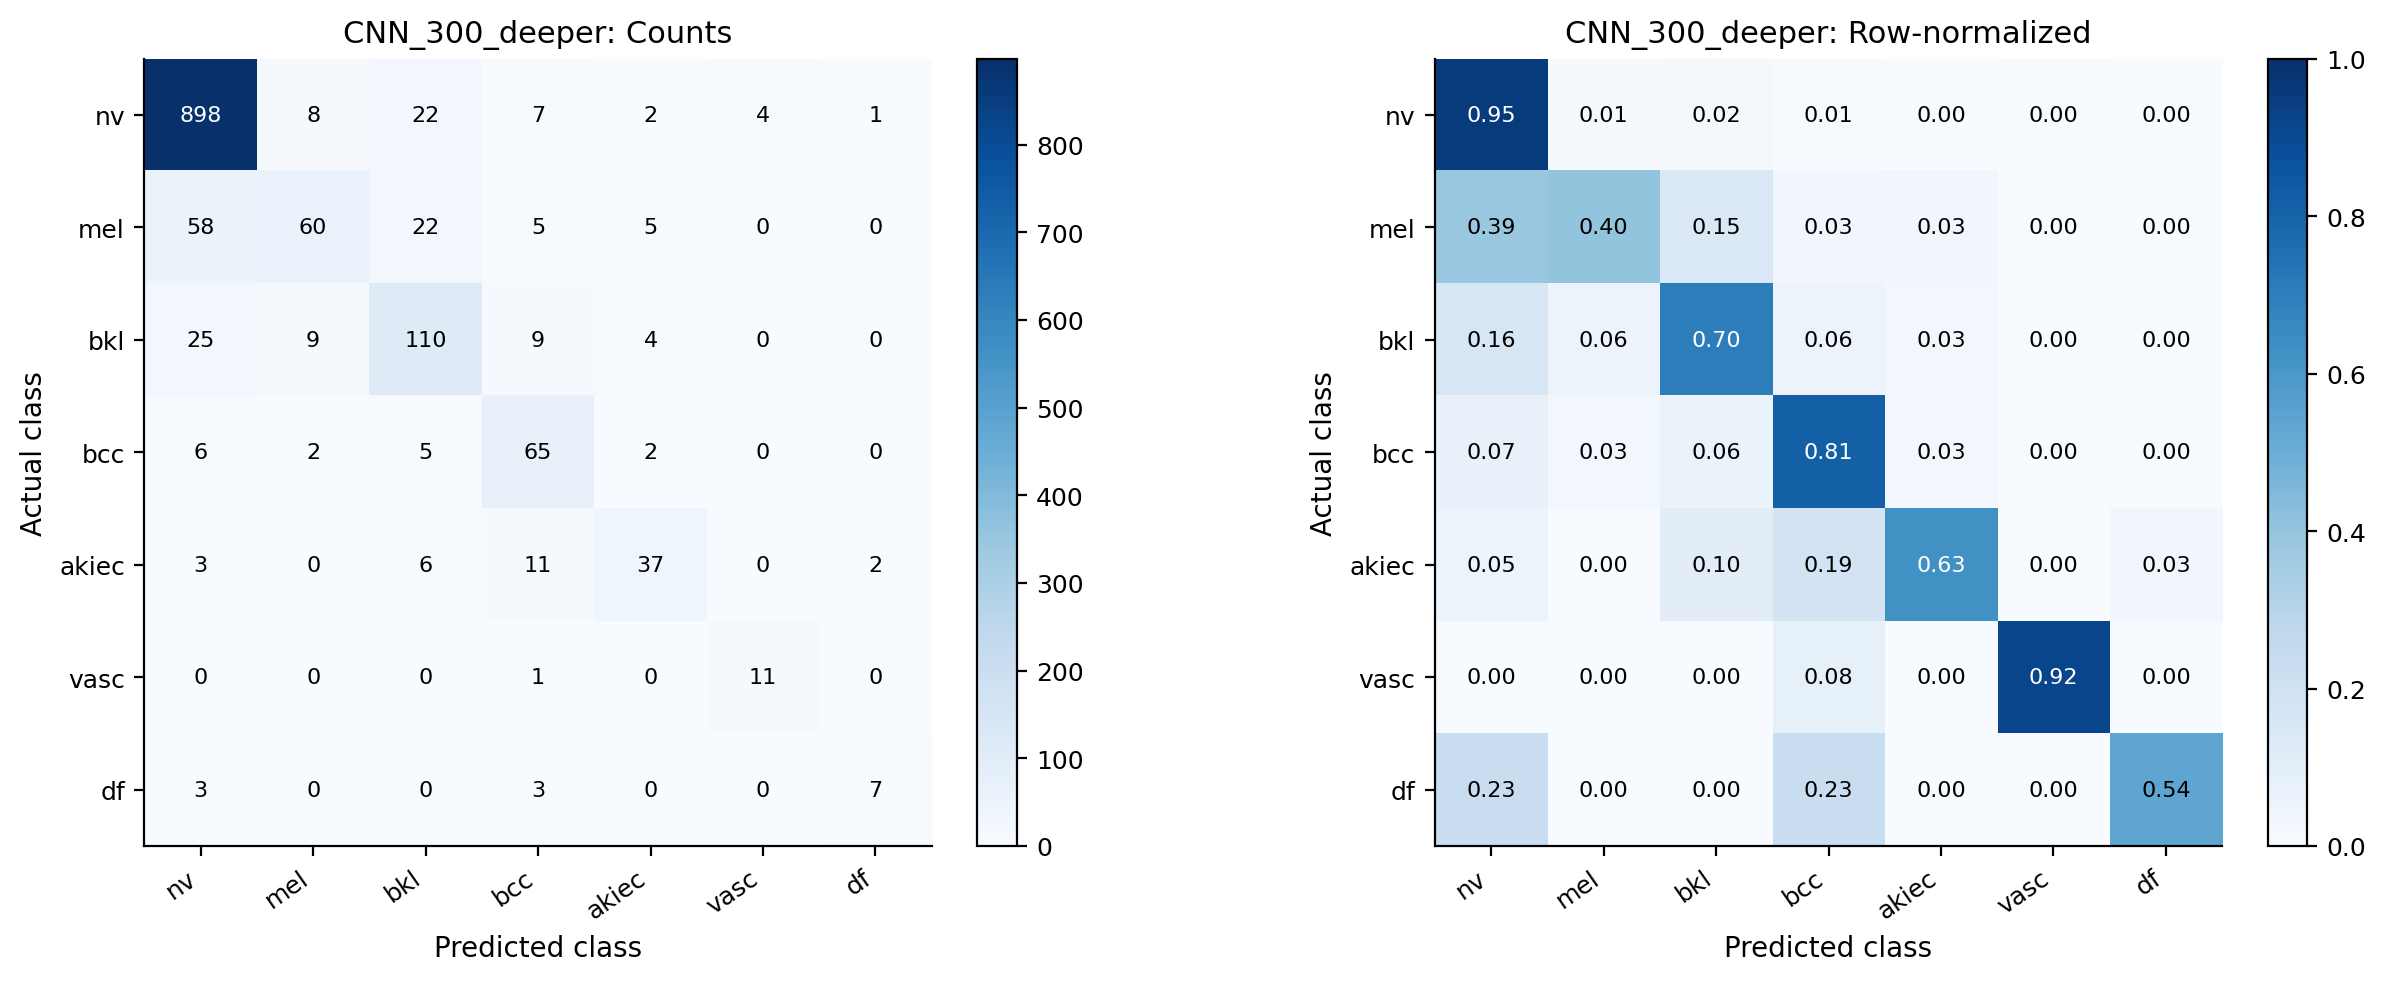 CNN_300_deeper: Counts
Actual class
nv 898 8 22 7 2 4 1
mel 58 60 22 5 5 0 0
bkl 25 9 110 9 4 0 0
bcc 6 2 5 65 2 0 0
akiec 3 0 6 11 37 0 2
vasc 0 0 0 1 0 11 0
df 3 0 0 3 0 0 7
nv mel bkl bcc akiec vasc df
Predicted class
800
700
600
500
400
300
200
100
0
CNN_300_deeper: Row-normalized
Actual class
nv 0.95 0.01 0.02 0.01 0.00 0.00 0.00
mel 0.39 0.40 0.15 0.03 0.03 0.00 0.00
bkl 0.16 0.06 0.70 0.06 0.03 0.00 0.00
bcc 0.07 0.03 0.06 0.81 0.03 0.00 0.00
akiec 0.05 0.00 0.10 0.19 0.63 0.00 0.03
vasc 0.00 0.00 0.00 0.08 0.00 0.92 0.00
df 0.23 0.00 0.00 0.23 0.00 0.00 0.54
nv mel bkl bcc akiec vasc df
Predicted class
1.0
0.8
0.6
0.4
0.2
0.0